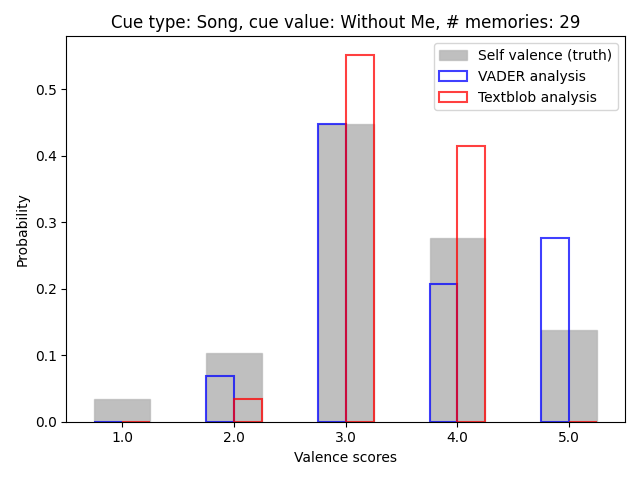 Cue type: Song, cue value: Without Me, # memories: 29
Self valence (truth)
VADER analysis
Textblob analysis
Probability
0.5
0.4
0.3
0.2
0.1
0.0
1.0 2.0 3.0 4.0 5.0
Valence scores